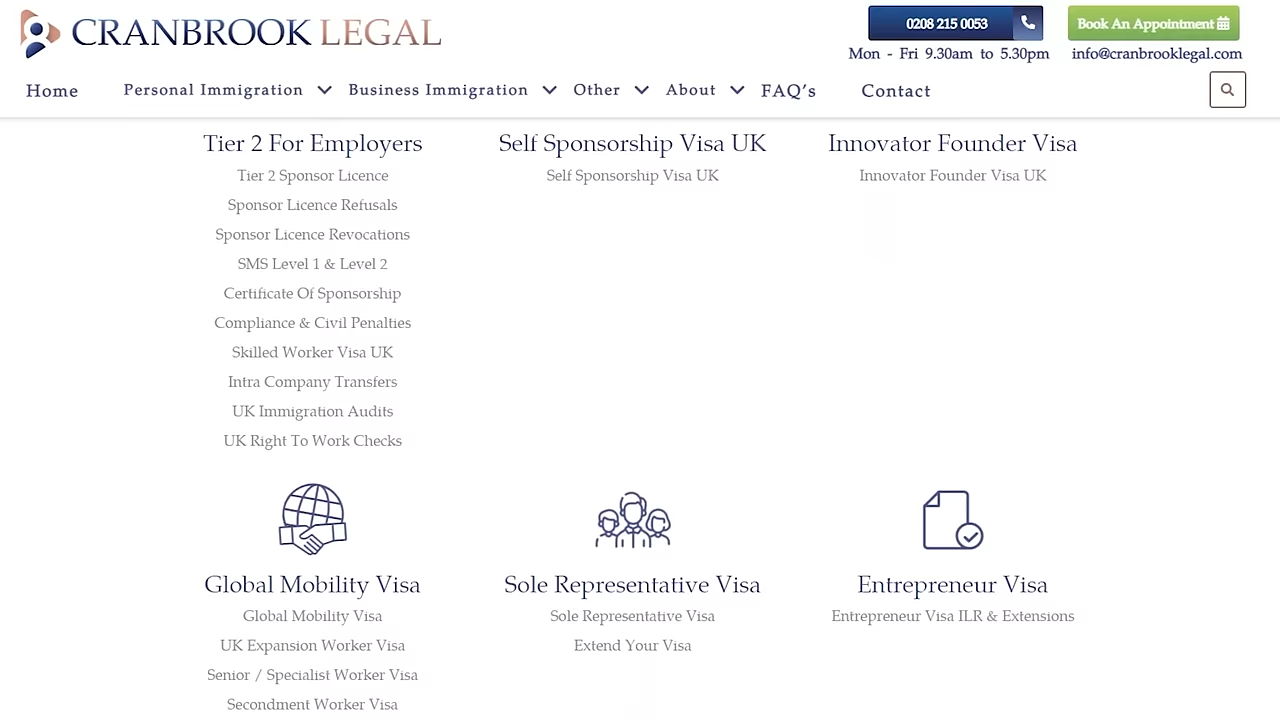 CRANBROOK LEGAL
0208 215 0053
Book An Appointment
Mon - Fri 9.30am to 5.30pm
info@cranbrooklegal.com
Home
Personal Immigration
Business Immigration
Other
About
FAQ's
Contact
Tier 2 For Employers
Tier 2 Sponsor Licence
Sponsor Licence Refusals
Sponsor Licence Revocations
SMS Level 1 & Level 2
Certificate Of Sponsorship
Compliance & Civil Penalties
Skilled Worker Visa UK
Intra Company Transfers
UK Immigration Audits
UK Right To Work Checks
Self Sponsorship Visa UK
Self Sponsorship Visa UK
Innovator Founder Visa
Innovator Founder Visa UK
Global Mobility Visa
Global Mobility Visa
UK Expansion Worker Visa
Senior / Specialist Worker Visa
Secondment Worker Visa
Sole Representative Visa
Sole Representative Visa
Extend Your Visa
Entrepreneur Visa
Entrepreneur Visa ILR & Extensions